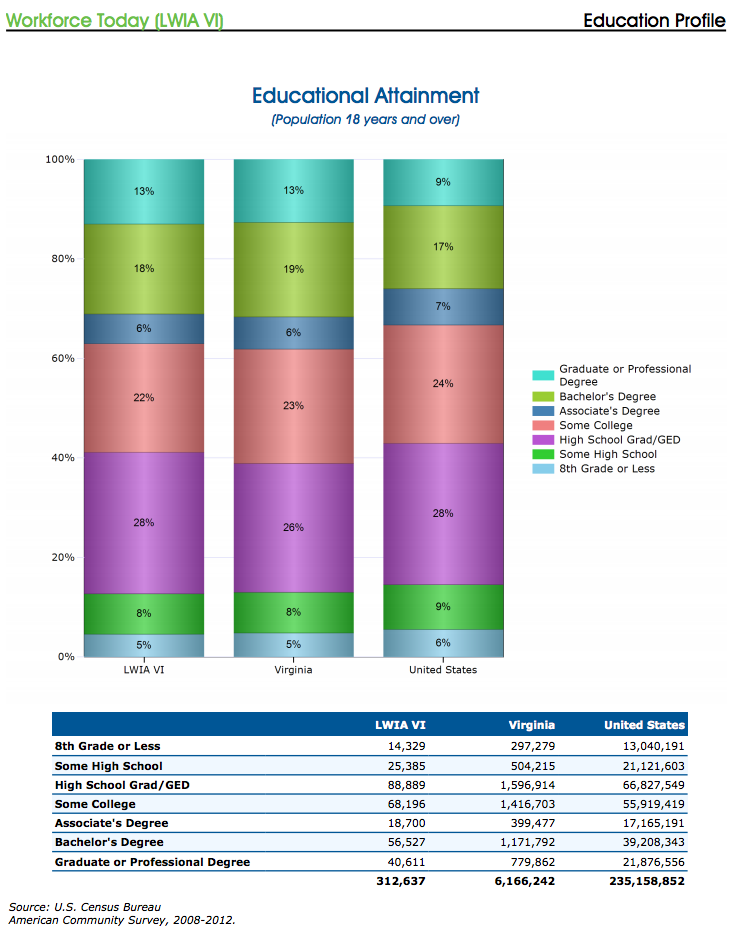 Workforce Today (LWIA VI) Education Profile
Educational Attainment
(Population 18 years and over)
100%
80%
60%
40%
20%
0%
13% 13% 9%
18% 19% 17%
6% 6% 7%
22% 23% 24%
28% 26% 28%
8% 8% 9%
5% 5% 6%
LWIA VI Virginia United States
Graduate or Professional
Degree
Bachelor's Degree
Associate's Degree
Some College
High School Grad/GED
Some High School
8th Grade or Less
LWIA VI Virginia United States
8th Grade or Less 14,329 297,279 13,040,191
Some High School 25,385 504,215 21,121,603
High School Grad/GED 88,889 1,596,914 66,827,549
Some College 68,196 1,416,703 55,919,419
Associate's Degree 18,700 399,477 17,165,191
Bachelor's Degree 56,527 1,171,792 39,208,343
Graduate or Professional Degree 40,611 779,862 21,876,556
312,637 6,166,242 235,158,852
Source: U.S. Census Bureau
American Community Survey, 2008-2012.